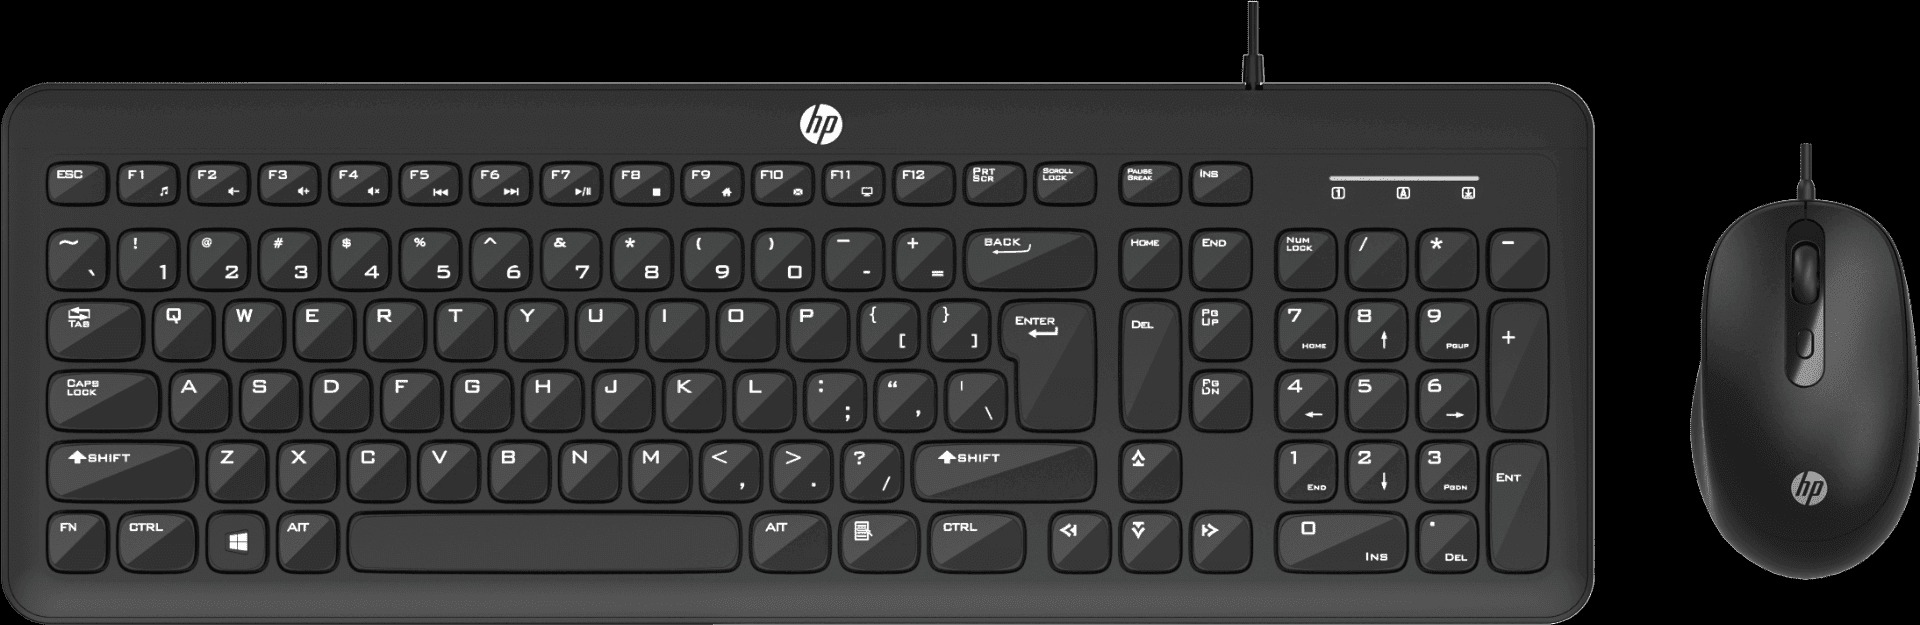 hp
ESC F1 F2 F3 F4 F5 F6 F7 F8 F9 F10 F11 F12 PRT SCR SCROLL LOCK PAUSE BREAK INS
1 A
~ ` ! 1 @ 2 # 3 $ 4 % 5 ^ 6 & 7 * 8 ( 9 ) 0 — - + = BACK HOME END NUM LOCK / * -
TAB Q W E R T Y U I O P { [ } ] ENTER DEL PG UP 7 HOME 8 9 PGUP +
CAPS LOCK A S D F G H J K L : ; “ , | \ PG DN 4 5 6
SHIFT Z X C V B N M < , > . ? / SHIFT 1 END 2 3 PGDN ENT
FN CTRL AIT AIT CTRL 0 INS . DEL
hp